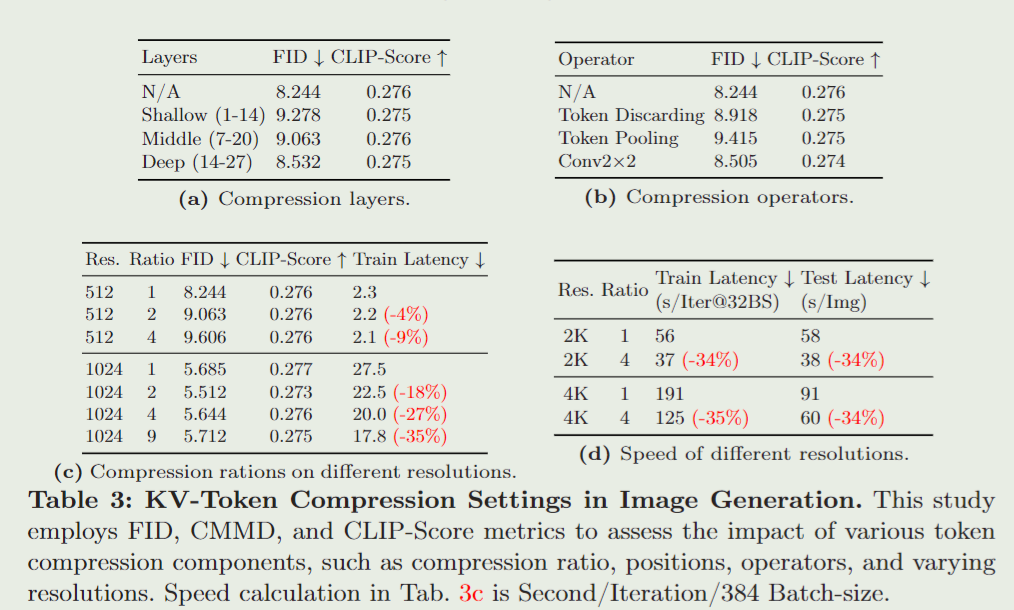 Layers FID ↓ CLIP-Score ↑
N/A 8.244 0.276
Shallow (1-14) 9.278 0.275
Middle (7-20) 9.063 0.276
Deep (14-27) 8.532 0.275
(a) Compression layers.
Operator FID ↓ CLIP-Score ↑
N/A 8.244 0.276
Token Discarding 8.918 0.275
Token Pooling 9.415 0.275
Conv2×2 8.505 0.274
(b) Compression operators.
Res. Ratio FID ↓ CLIP-Score ↑ Train Latency ↓
512 1 8.244 0.276 2.3
512 2 9.063 0.276 2.2 (-4%)
512 4 9.606 0.276 2.1 (-9%)
1024 1 5.685 0.277 27.5
1024 2 5.512 0.273 22.5 (-18%)
1024 4 5.644 0.276 20.0 (-27%)
1024 9 5.712 0.275 17.8 (-35%)
(c) Compression rations on different resolutions.
Res. Ratio Train Latency ↓ Test Latency ↓
(s/Iter@32BS) (s/Img)
2K 1 56 58
2K 4 37 (-34%) 38 (-34%)
4K 1 191 91
4K 4 125 (-35%) 60 (-34%)
(d) Speed of different resolutions.
Table 3: KV-Token Compression Settings in Image Generation. This study
employs FID, CMMD, and CLIP-Score metrics to assess the impact of various token
compression components, such as compression ratio, positions, operators, and varying
resolutions. Speed calculation in Tab. 3c is Second/Iteration/384 Batch-size.